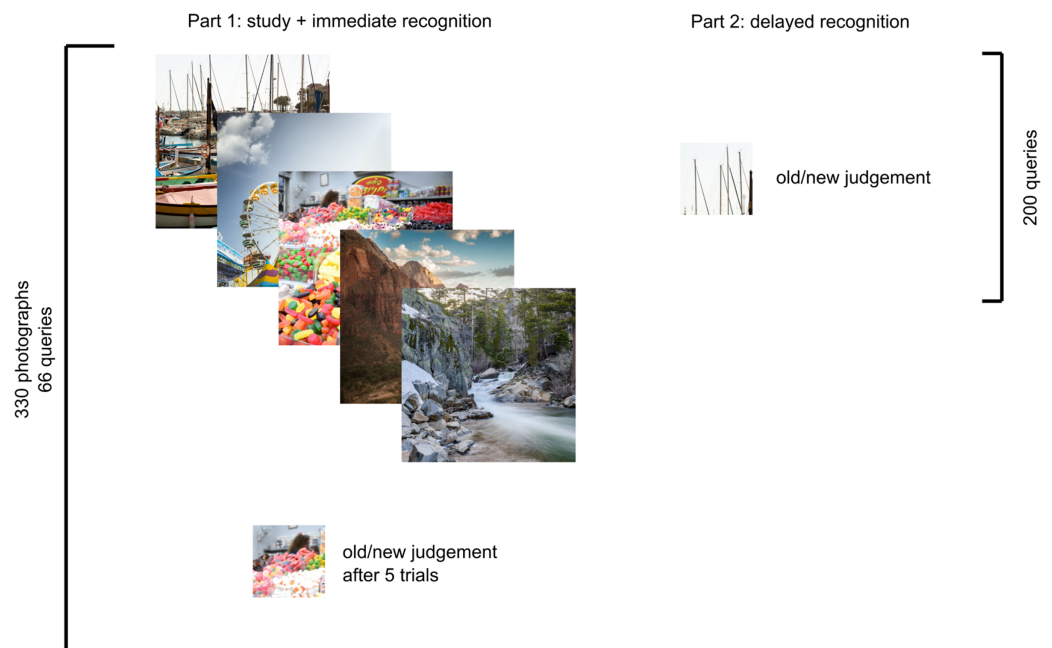 Part 1: study + immediate recognition
Part 2: delayed recognition
330 photographs
66 queries
old/new judgement
after 5 trials
old/new judgement
200 queries